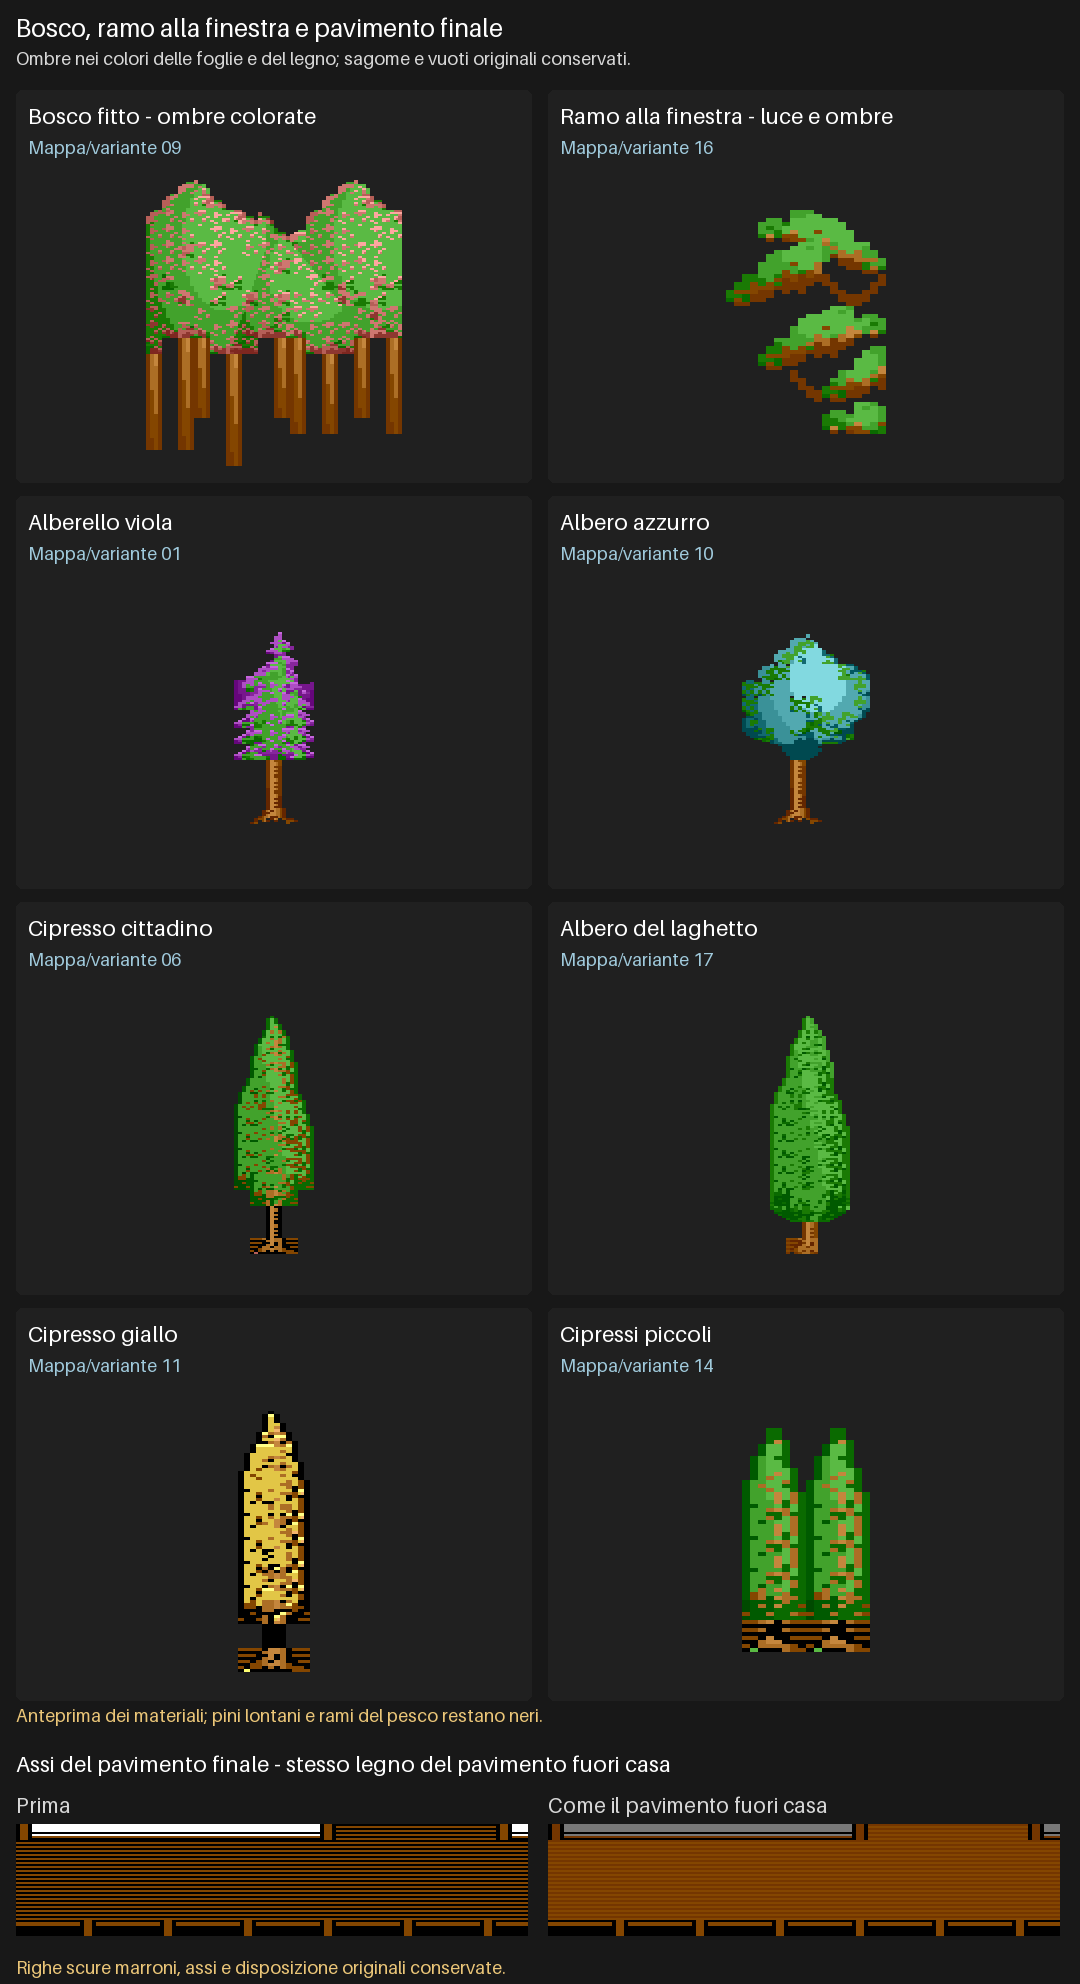 Bosco, ramo alla finestra e pavimento finale
Ombre nei colori delle foglie e del legno; sagome e vuoti originali conservati.
Bosco fitto - ombre colorate
Mappa/variante 09
Ramo alla finestra - luce e ombre
Mappa/variante 16
Alberello viola
Mappa/variante 01
Albero azzurro
Mappa/variante 10
Cipresso cittadino
Mappa/variante 06
Albero del laghetto
Mappa/variante 17
Cipresso giallo
Mappa/variante 11
Cipressi piccoli
Mappa/variante 14
Anteprima dei materiali; pini lontani e rami del pesco restano neri.
Assi del pavimento finale - stesso legno del pavimento fuori casa
Prima
Come il pavimento fuori casa
Righe scure marroni, assi e disposizione originali conservate.